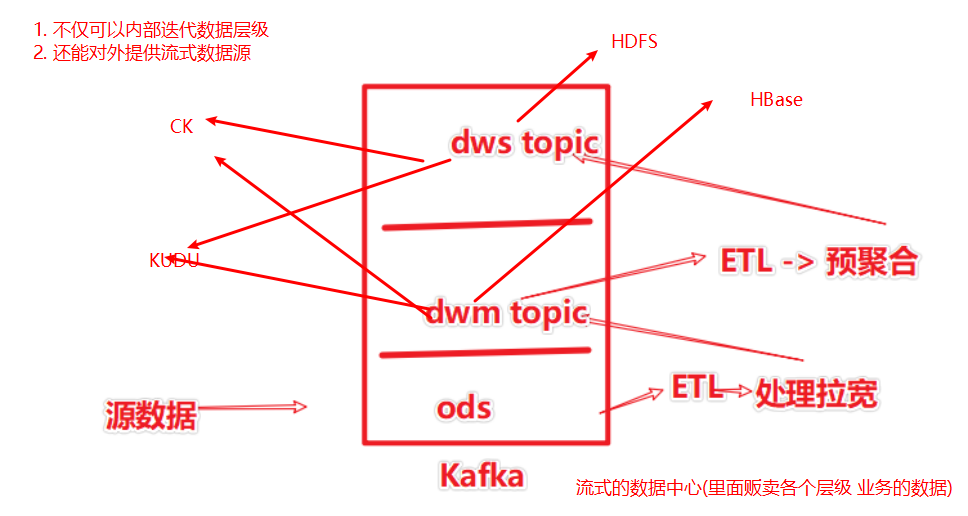 1. 不仅可以内部迭代数据层级
2. 还能对外提供流式数据源
HDFS
HBase
CK
dws topic
KUDU
ETL -> 预聚合
dwm topic
ETL
处理拉宽
源数据
ods
Kafka
流式的数据中心(里面贩卖各个层级 业务的数据)